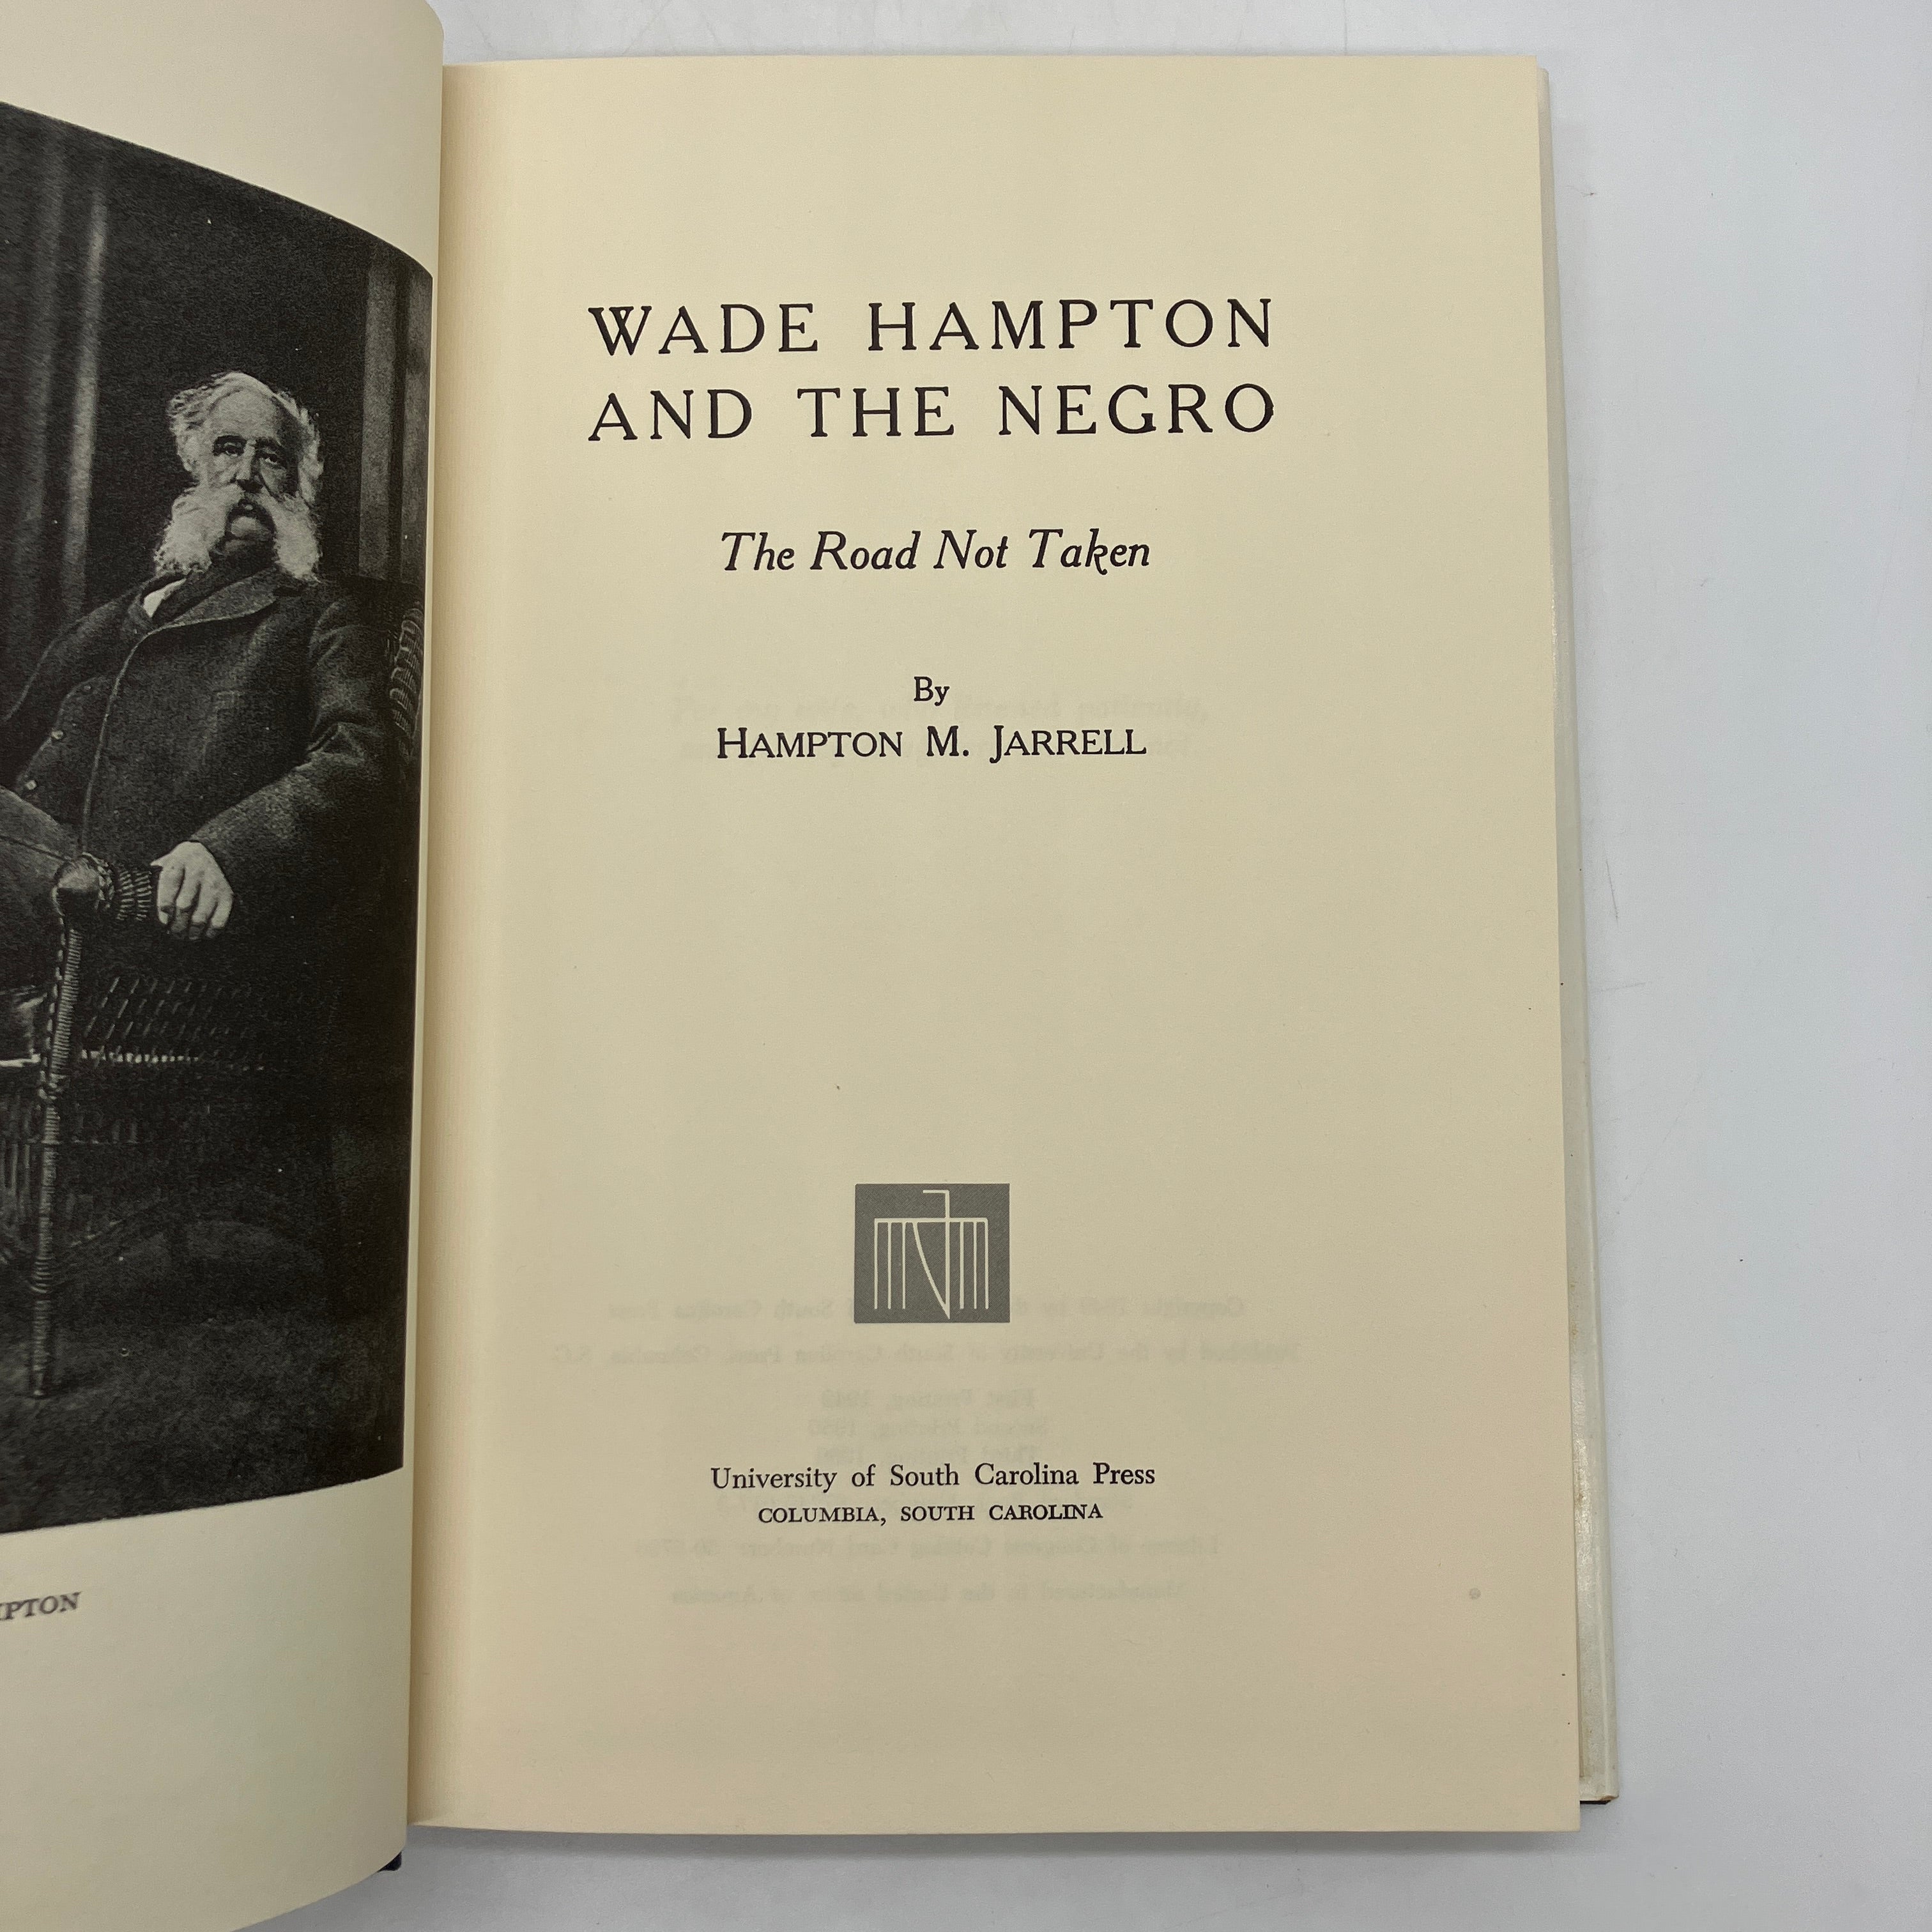 WADE HAMPTON
AND THE NEGRO
The Road Not Taken
By
HAMPTON M. JARRELL
University of South Carolina Press
COLUMBIA, SOUTH CAROLINA
MPTON